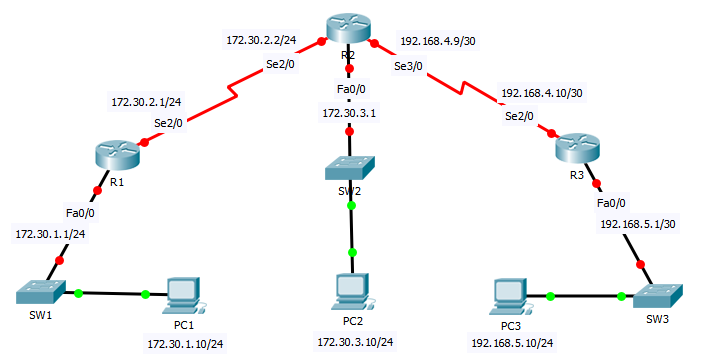 172.30.2.2/24
192.168.4.9/30
R2
Se2/0
Se3/0
Fa0/0
192.168.4.10/30
172.30.2.1/24
172.30.3.1
Se2/0
Se2/0
R1
R3
SW2
Fa0/0
Fa0/0
172.30.1.1/24
192.168.5.1/30
SW1
PC1
PC2
PC3
SW3
172.30.1.10/24
172.30.3.10/24
192.168.5.10/24